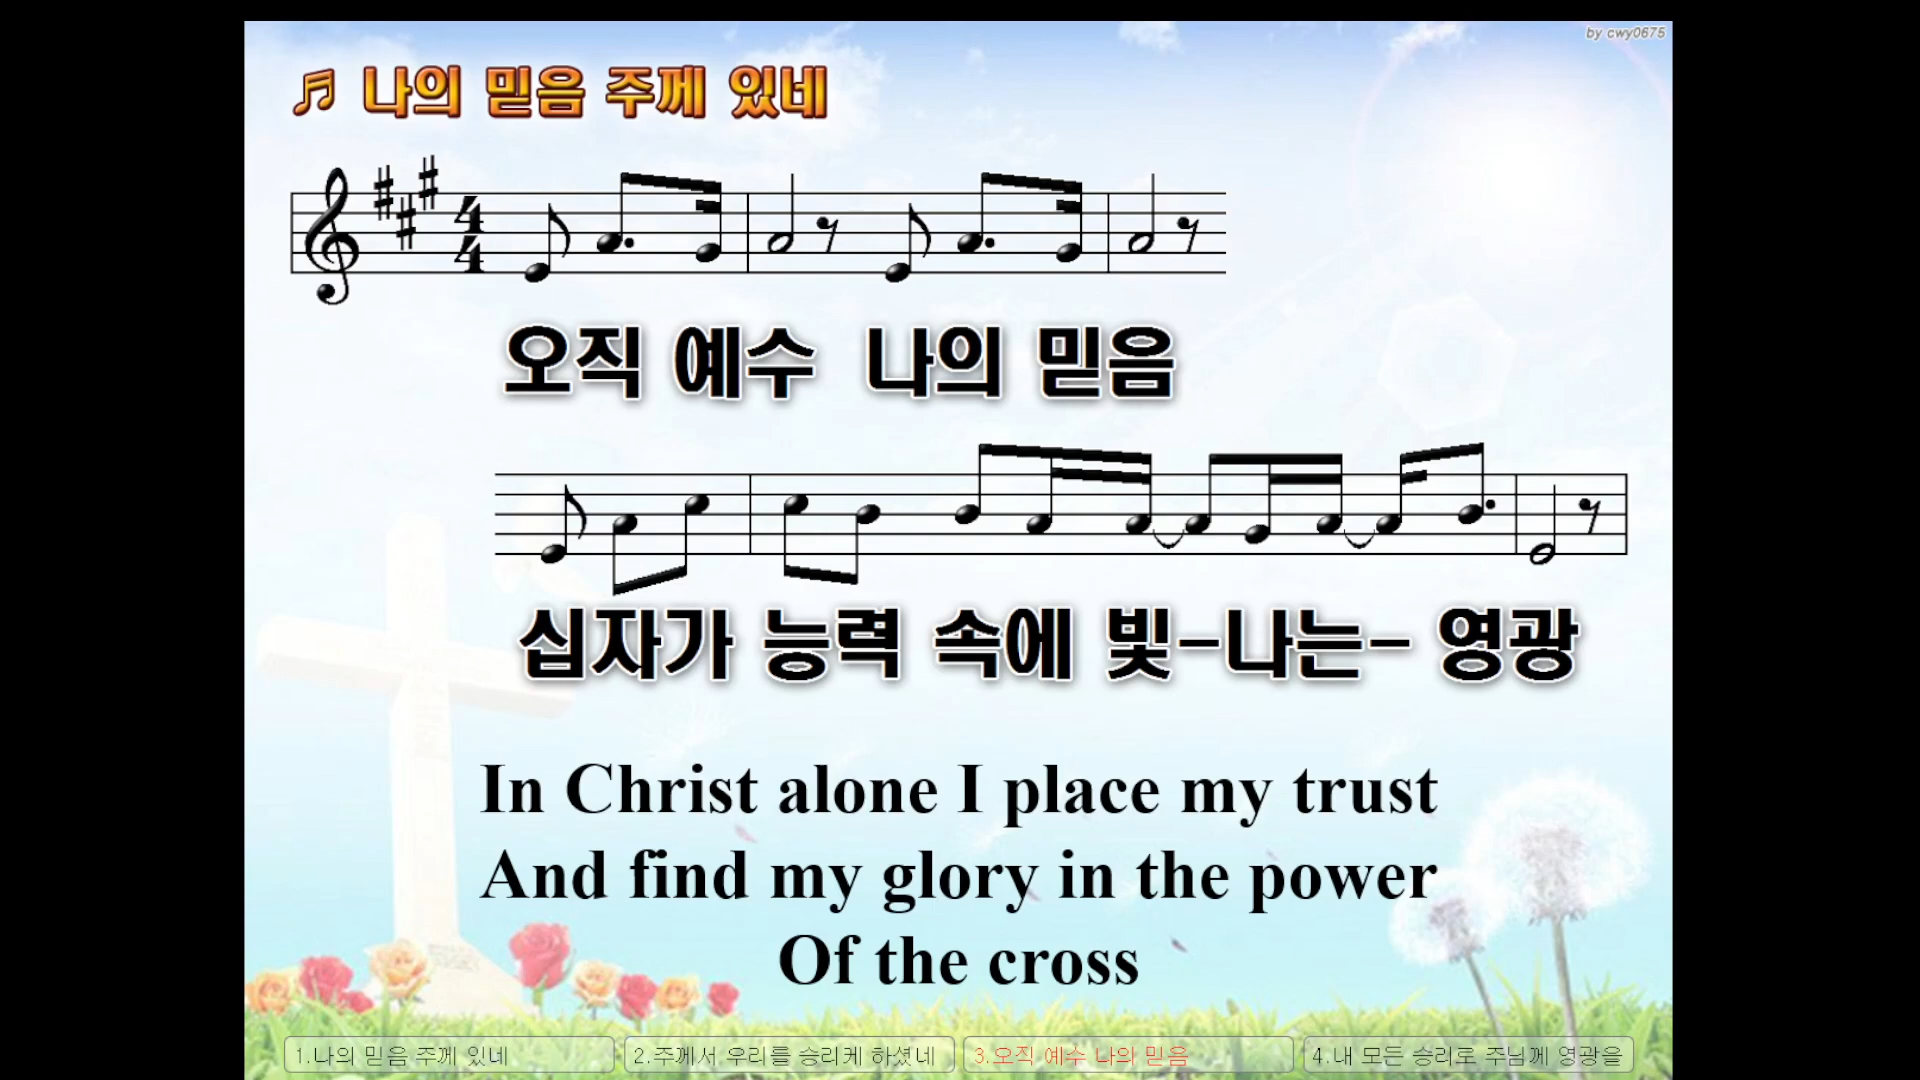 by cwy0675
♬ 나의 믿음 주께 있네
오직 예수 나의 믿음
십자가 능력 속에 빛-나는- 영광
In Christ alone I place my trust
And find my glory in the power
Of the cross
1.나의 믿음 주께 있네
2.주께서 우리를 승리케 하셨네
3.오직 예수 나의 믿음
4.내 모든 승리로 주님께 영광을